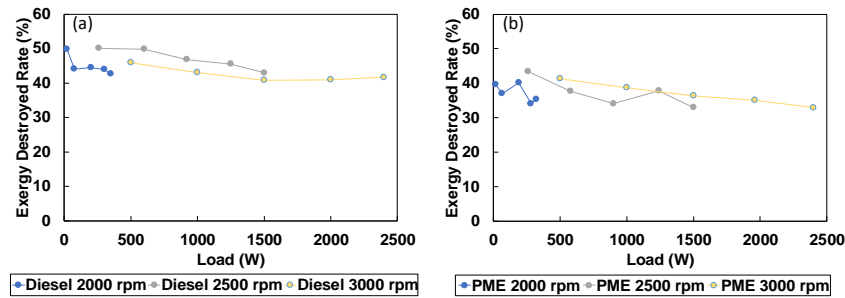 (a)
Exergy Destroyed Rate (%)
60
50
40
30
20
10
0
0 500 1000 1500 2000 2500
Load (W)
Diesel 2000 rpm Diesel 2500 rpm Diesel 3000 rpm
(b)
Exergy Destroyed Rate (%)
60
50
40
30
20
10
0
0 500 1000 1500 2000 2500
Load (W)
PME 2000 rpm PME 2500 rpm PME 3000 rpm